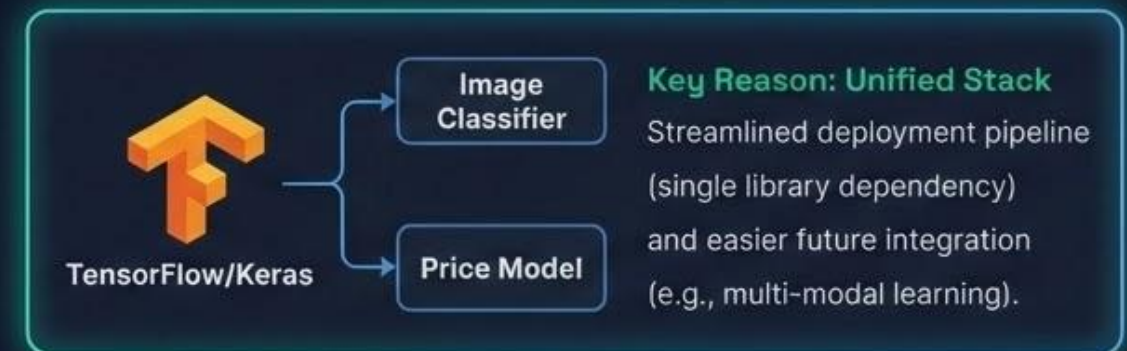 Image
Classifier
Key Reason: Unified Stack
Streamlined deployment pipeline
(single library dependency)
and easier future integration
(e.g., multi-modal learning).
TensorFlow/Keras
Price Model